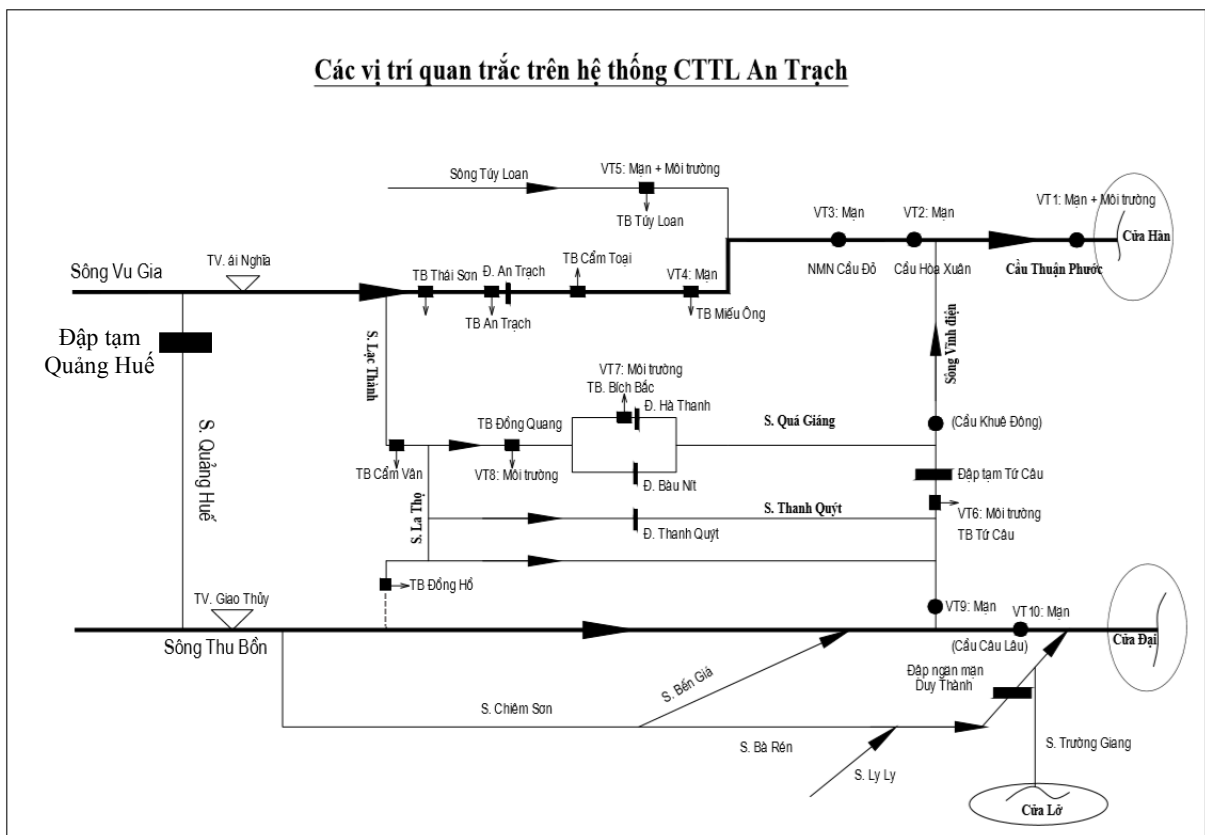 Các vị trí quan trắc trên hệ thống CTTL An Trạch
VT5: Mạn + Môi trường
Sông Túy Loan
TB Túy Loan
VT3: Mạn
VT2: Mạn
VT1: Mạn + Môi trường
Cửa Hàn
NMN Cầu Đỏ
Cầu Hòa Xuân
Cầu Thuận Phước
Sông Vu Gia
TV. ái Nghĩa
TB Thái Sơn
Đ. An Trạch
TB Cẩm Toại
VT4: Mạn
TB An Trạch
TB Miếu Ông
Đập tạm
Quảng Huế
S. Lạc Thành
Sông Vĩnh điện
VT7: Môi trường
TB. Bích Bắc
Đ. Hà Thanh
TB Đồng Quang
S. Quá Giáng
(Cầu Khuê Đông)
S. Quảng Huế
TB Cẩm Vân
VT8: Môi trường
Đ. Bàu Nít
Đập tạm Tứ Câu
S. La Thọ
S. Thanh Quýt
VT6: Môi trường
Đ. Thanh Quýt
TB Tứ Câu
TB Đồng Hồ
TV. Giao Thủy
VT9: Mạn
VT10: Mạn
Sông Thu Bồn
(Cầu Câu Lâu)
Cửa Đại
S. Bến Giá
Đập ngăn mặn
Duy Thành
S. Chiêm Sơn
S. Bà Rén
S. Trường Giang
S. Ly Ly
Cửa Lở